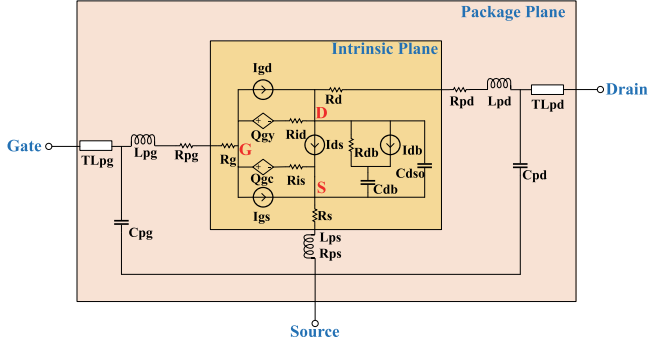 Package Plane
Intrinsic Plane
Igd
Rd
Rpd
Lpd
TLpd
Drain
D
Qgy
Rid
Ids
Rdb
Idb
Cdso
Gate
TLpg
Lpg
Rpg
Rg
G
Qgc
Ris
Cdb
Cpd
S
Igs
Rs
Cpg
Lps
Rps
Source